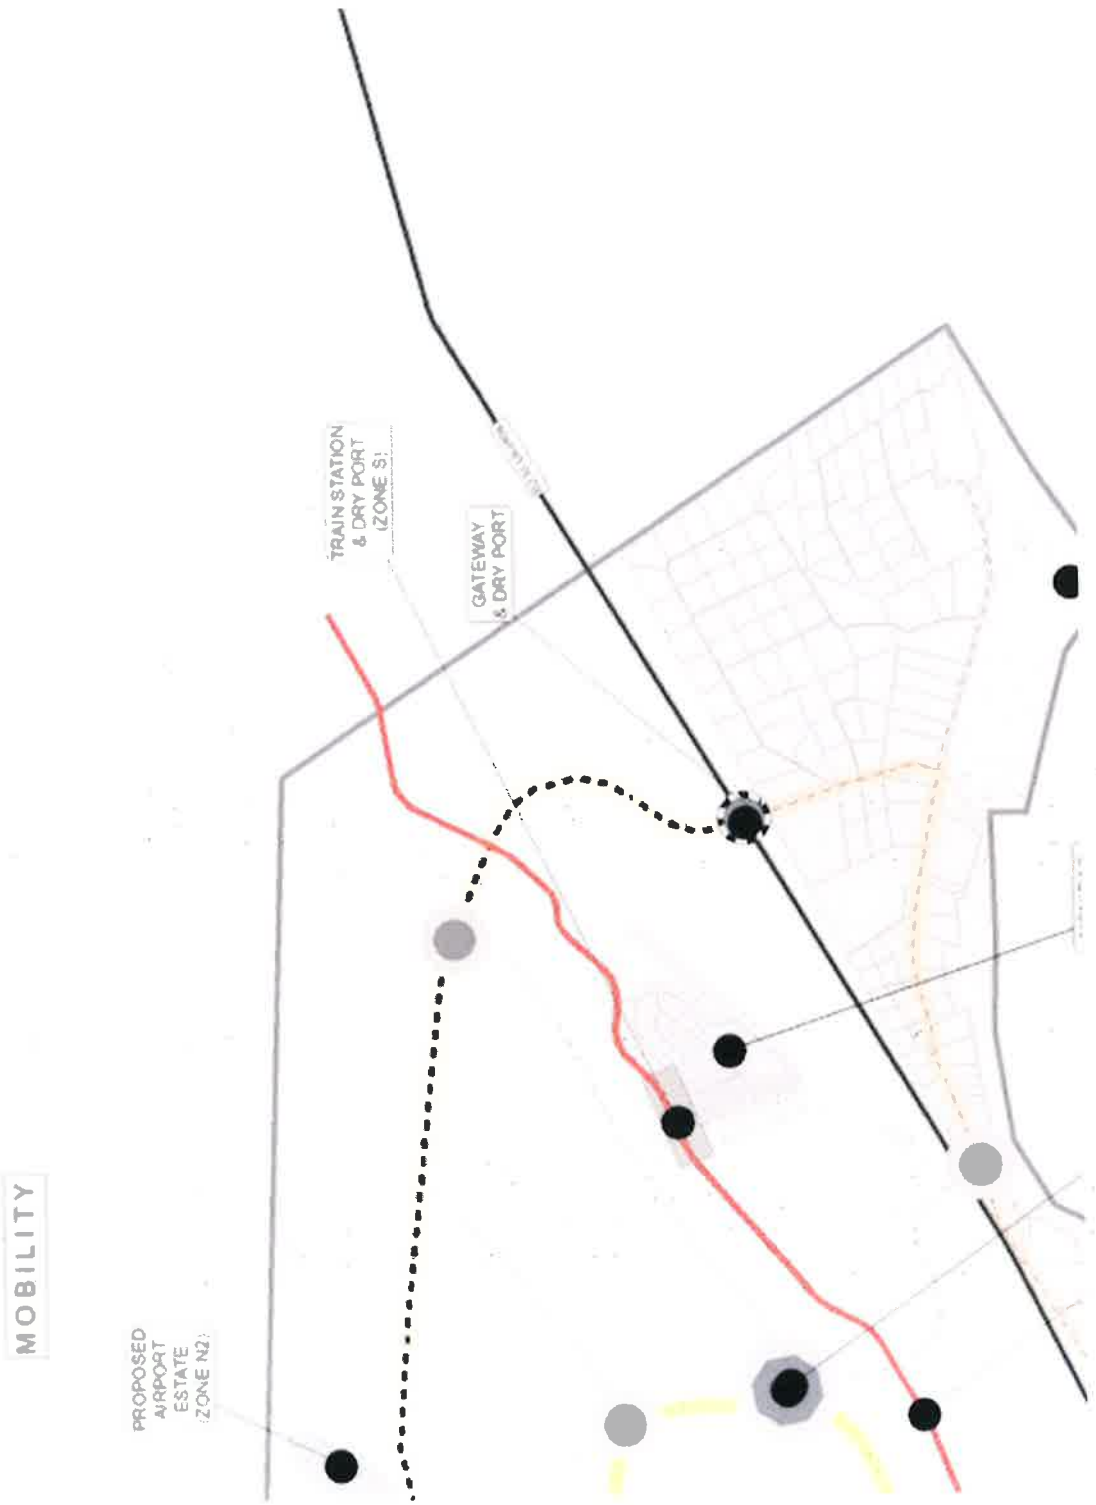 MOBILITY
PROPOSED
AIRPORT
ESTATE
(ZONE N2)
TRAIN STATION
& DRY PORT
(ZONE S)
GATEWAY
& DRY PORT